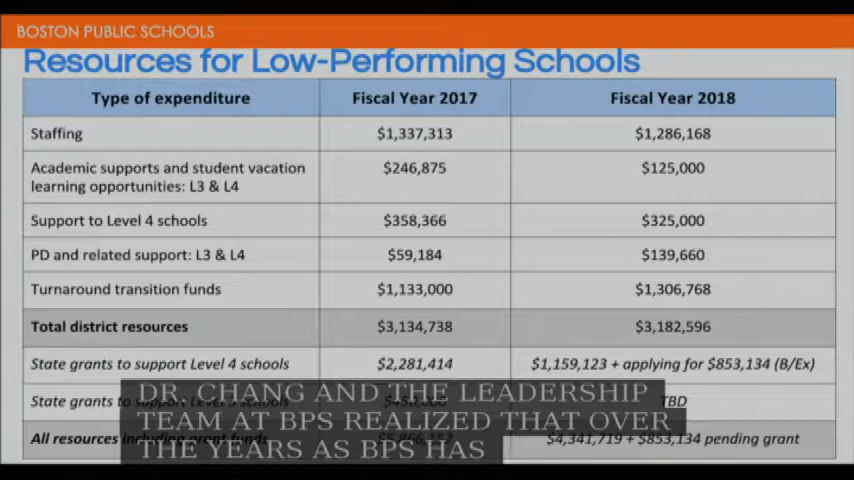 BOSTON PUBLIC SCHOOLS
Resources for Low-Performing Schools
Type of expenditure Fiscal Year 2017 Fiscal Year 2018
Staffing $1,337,313 $1,286,168
Academic supports and student vacation
learning opportunities: L3 & L4 $246,875 $125,000
Support to Level 4 schools $358,366 $325,000
PD and related support: L3 & L4 $59,184 $139,660
Turnaround transition funds $1,133,000 $1,306,768
Total district resources $3,134,738 $3,182,596
State grants to support Level 4 schools $2,281,414 $1,159,123 + applying for $853,134 (B/Ex)
State grants to support Level schools TBD
All resources including grant funds $4,341,719 + $853,134 pending grant
DR. CHANG AND THE LEADERSHIP
TEAM AT BPS REALIZED THAT OVER
THE YEARS AS BPS HAS